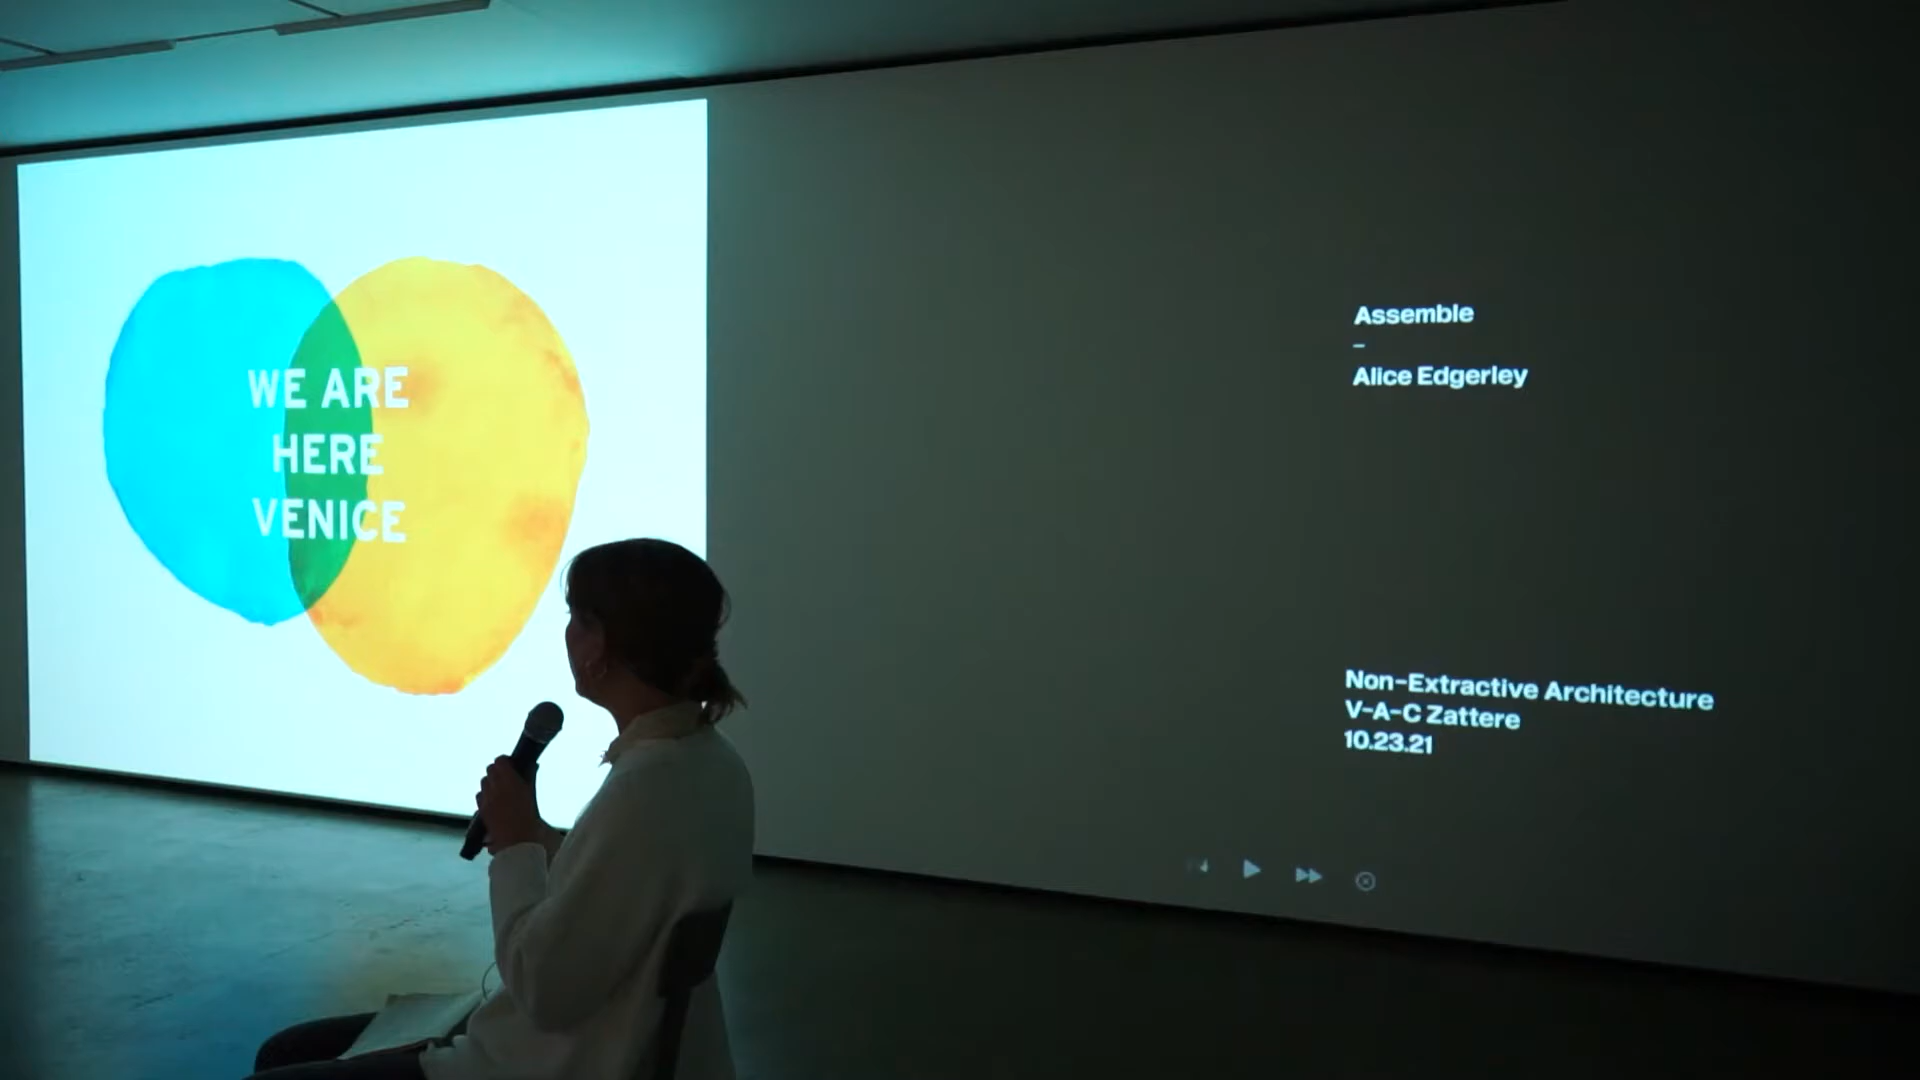 WE ARE
HERE
VENICE
Assemble
–
Alice Edgerley
Non-Extractive Architecture
V-A-C Zattere
10.23.21